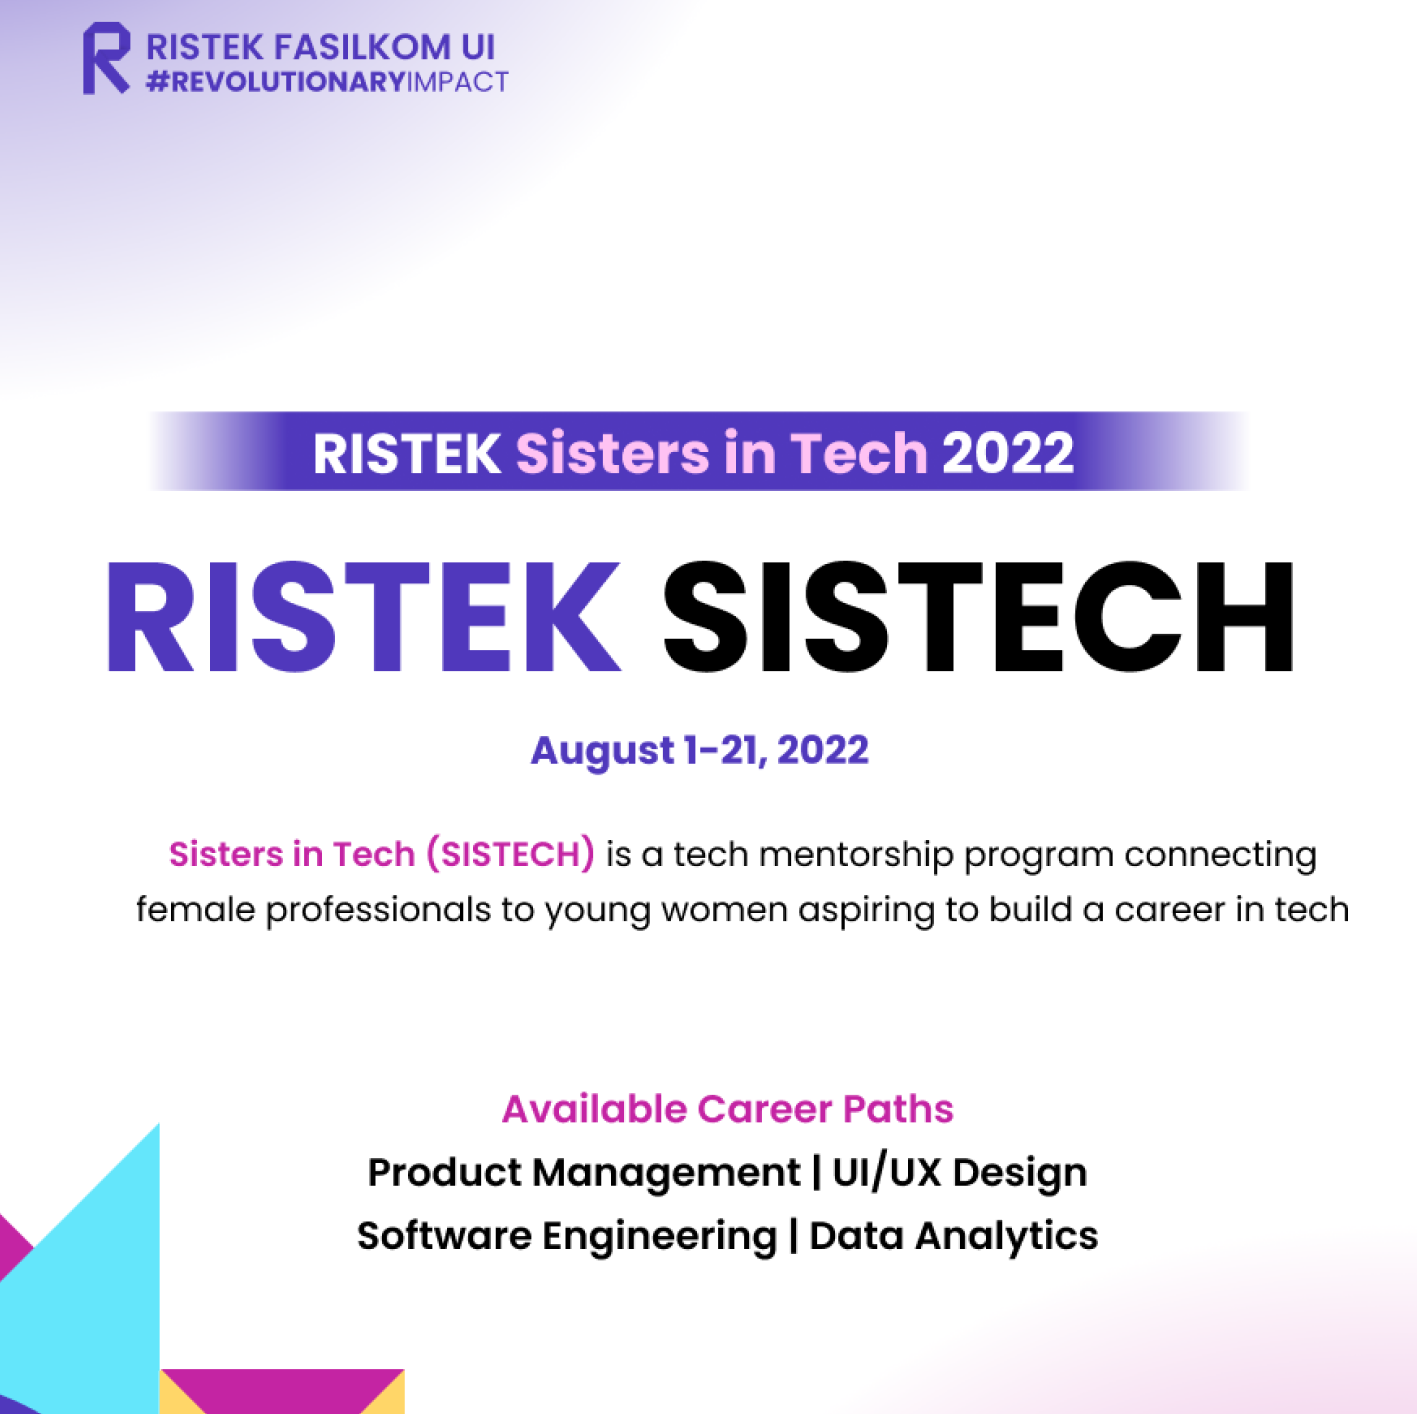 RISTEK FASILKOM UI
#REVOLUTIONARYIMPACT
RISTEK Sisters in Tech 2022
RISTEK SISTECH
August 1-21, 2022
Sisters in Tech (SISTECH) is a tech mentorship program connecting
female professionals to young women aspiring to build a career in tech
Available Career Paths
Product Management | UI/UX Design
Software Engineering | Data Analytics